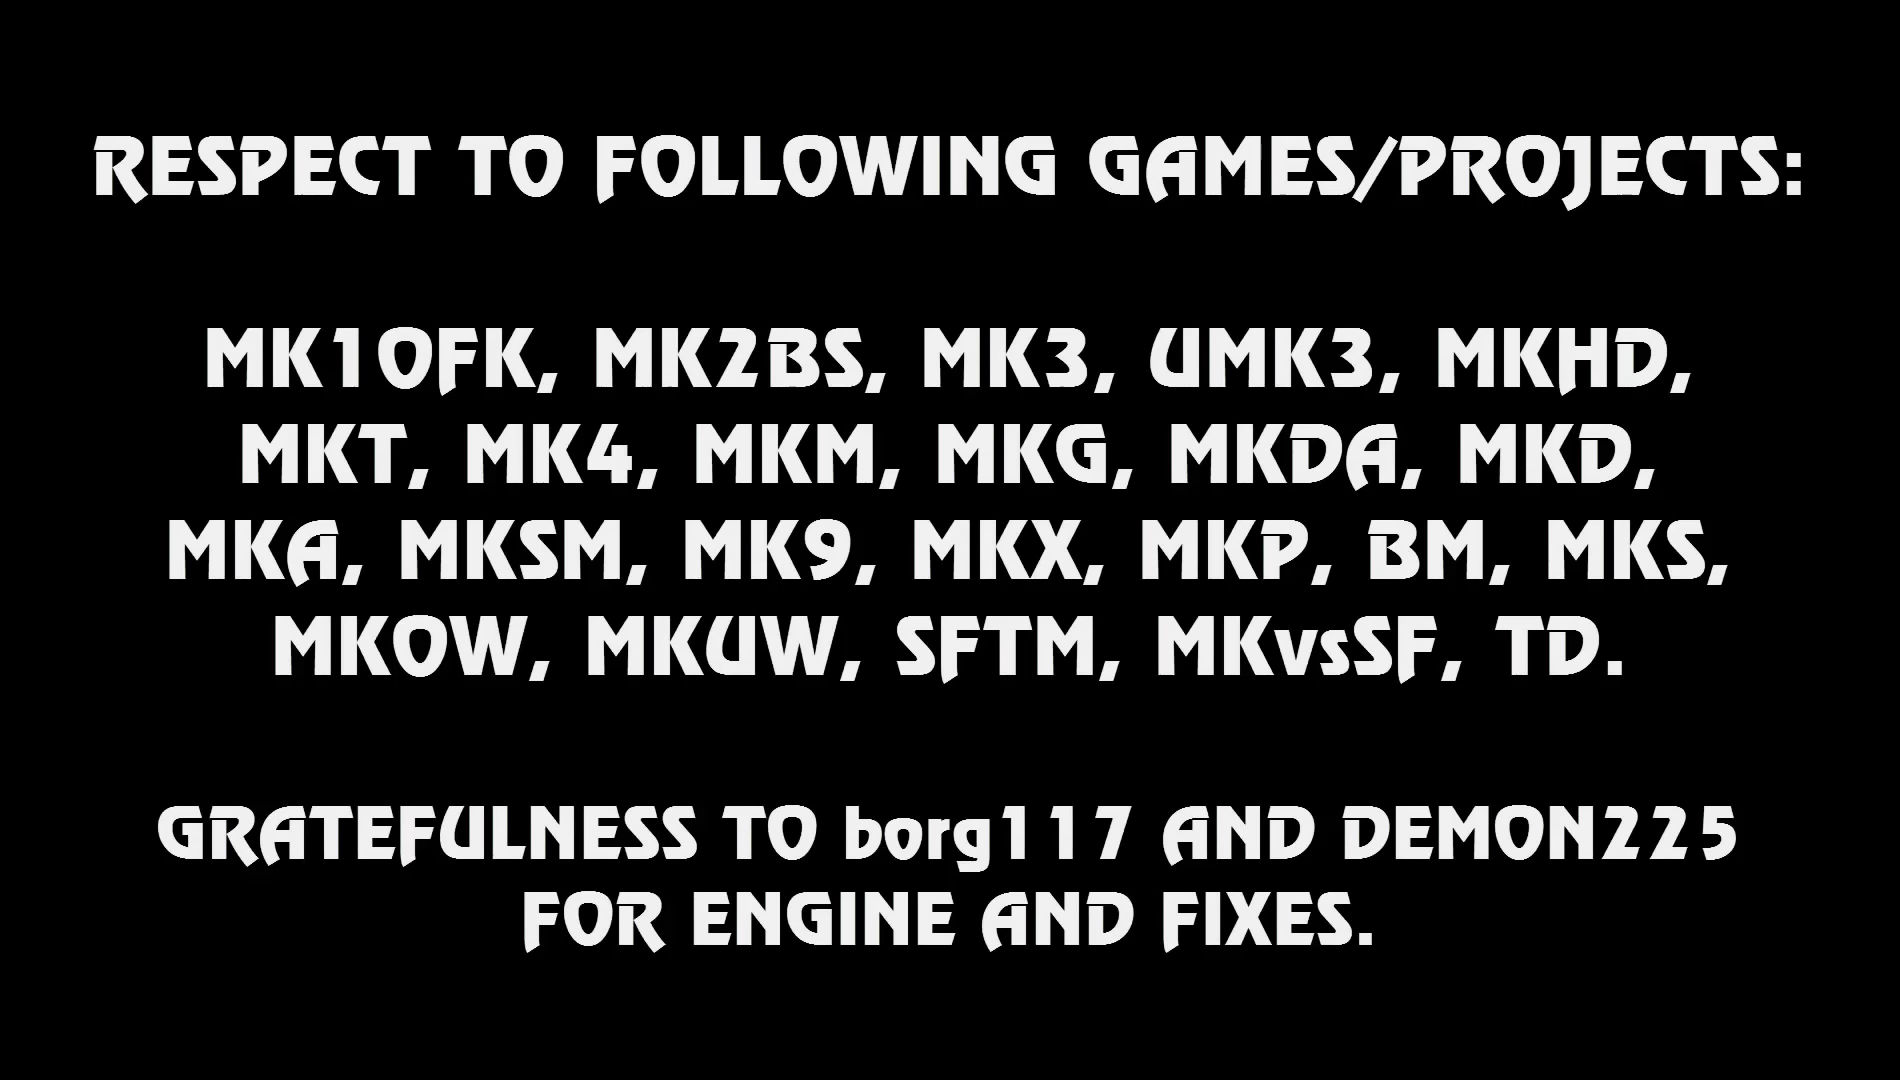 RESPECT TO FOLLOWING GAMES/PROJECTS:
MK1OFK, MK2BS, MK3, UMK3, MKHD,
MKT, MK4, MKM, MKG, MKDA, MKD,
MKA, MKSM, MK9, MKX, MKP, BM, MKS,
MKOW, MKUW, SFTM, MKvsSF, TD.
GRATEFULNESS TO borg117 AND DEMON225
FOR ENGINE AND FIXES.